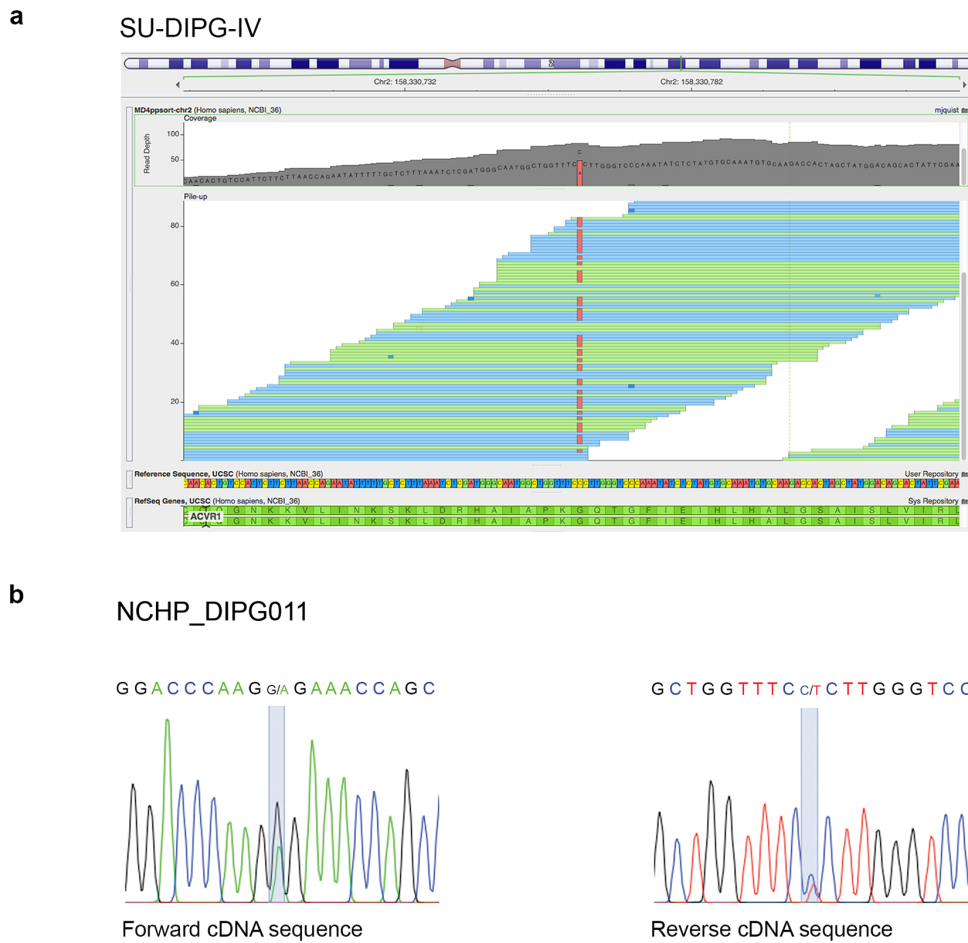 a
SU-DIPG-IV
Chr2: 158,330,732 Chr2: 158,330,782
MD4ppsort-chr2 (Homo sapiens, NCBI_36) mjquist
Coverage
Read Depth
100
50
CAACACTGTCCATTCTTCTTAACCAGAATATTTTTGCTCTTTAAATCTCGATGGGCAATGGCTGGTTTC
C
A
CTTGGGTCCCAAATATCTCTATGTGCAAATGTGCAAGACCACTAGCTATGGACAGCACTATTCGAA
Pile-up
80
60
40
20
Reference Sequence, UCSC (Homo sapiens, NCBI_36) User Repository
RefSeq Genes, UCSC (Homo sapiens, NCBI_36) Sys Repository
ACVR1
G N K K V L I N K S K L D R H A I A P K G Q T G F I E I H L H A L G S A I S L V I R L
G N K K V L I N K S K L D R H A I A P K G Q T G F I E I H L H A L G S A I S L V I R L
b
NCHP_DIPG011
G G A C C C A A G G/A G A A A C C A G C
G C T G G T T T C C/T C T T G G G T C C
Forward cDNA sequence
Reverse cDNA sequence